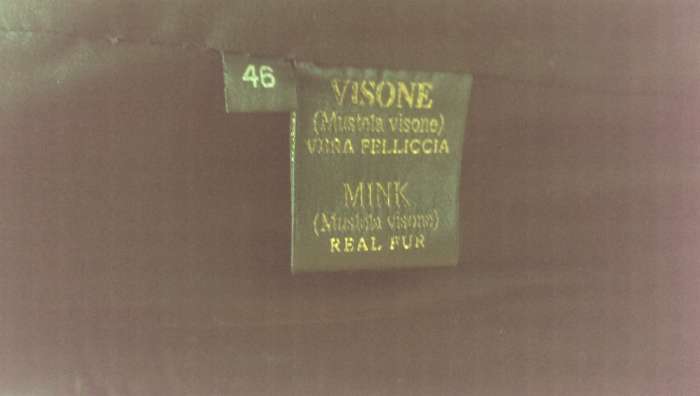 46
VISONE
(Mustela visone)
VERA PELLICCIA
MINK
(Mustela visone)
REAL FUR